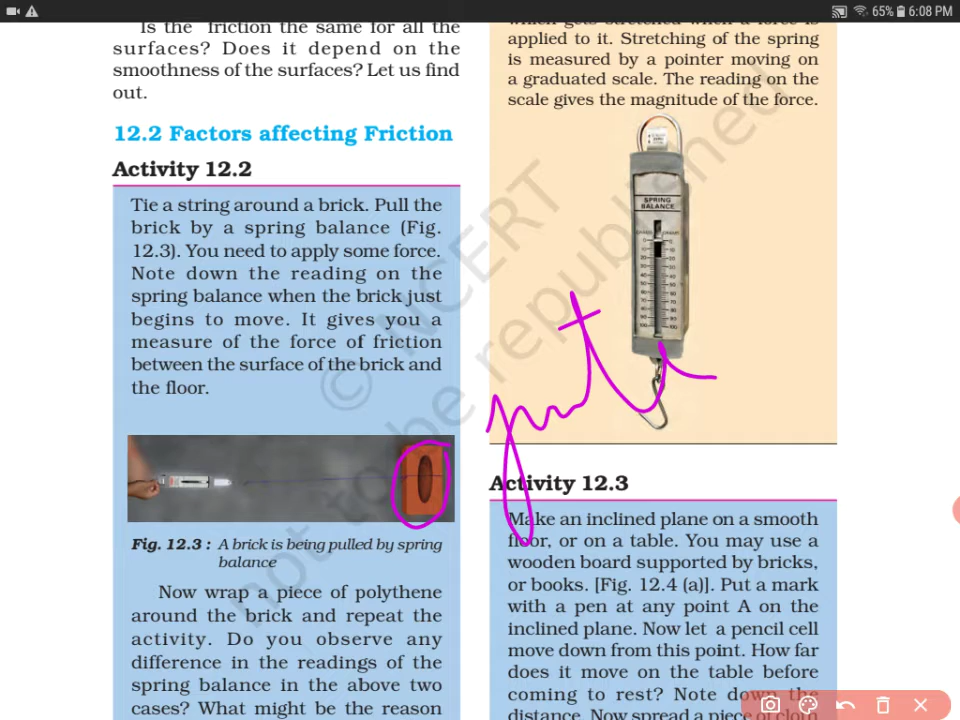 65% 6:08 PM
Is the friction the same for all the
surfaces? Does it depend on the
smoothness of the surfaces? Let us find
out.
12.2 Factors affecting Friction
Activity 12.2
Tie a string around a brick. Pull the
brick by a spring balance (Fig.
12.3). You need to apply some force.
Note down the reading on the
spring balance when the brick just
begins to move. It gives you a
measure of the force of friction
between the surface of the brick and
the floor.
Fig. 12.3 : A brick is being pulled by spring
balance
Now wrap a piece of polythene
around the brick and repeat the
activity. Do you observe any
difference in the readings of the
spring balance in the above two
cases? What might be the reason
which gets stretched when a force is
applied to it. Stretching of the spring
is measured by a pointer moving on
a graduated scale. The reading on the
scale gives the magnitude of the force.
SPRING
BALANCE
Activity 12.3
Make an inclined plane on a smooth
floor, or on a table. You may use a
wooden board supported by bricks,
or books. [Fig. 12.4 (a)]. Put a mark
with a pen at any point A on the
inclined plane. Now let a pencil cell
move down from this point. How far
does it move on the table before
coming to rest? Note down the
distance. Now spread a piece of cloth
© NCERT
not to be republished